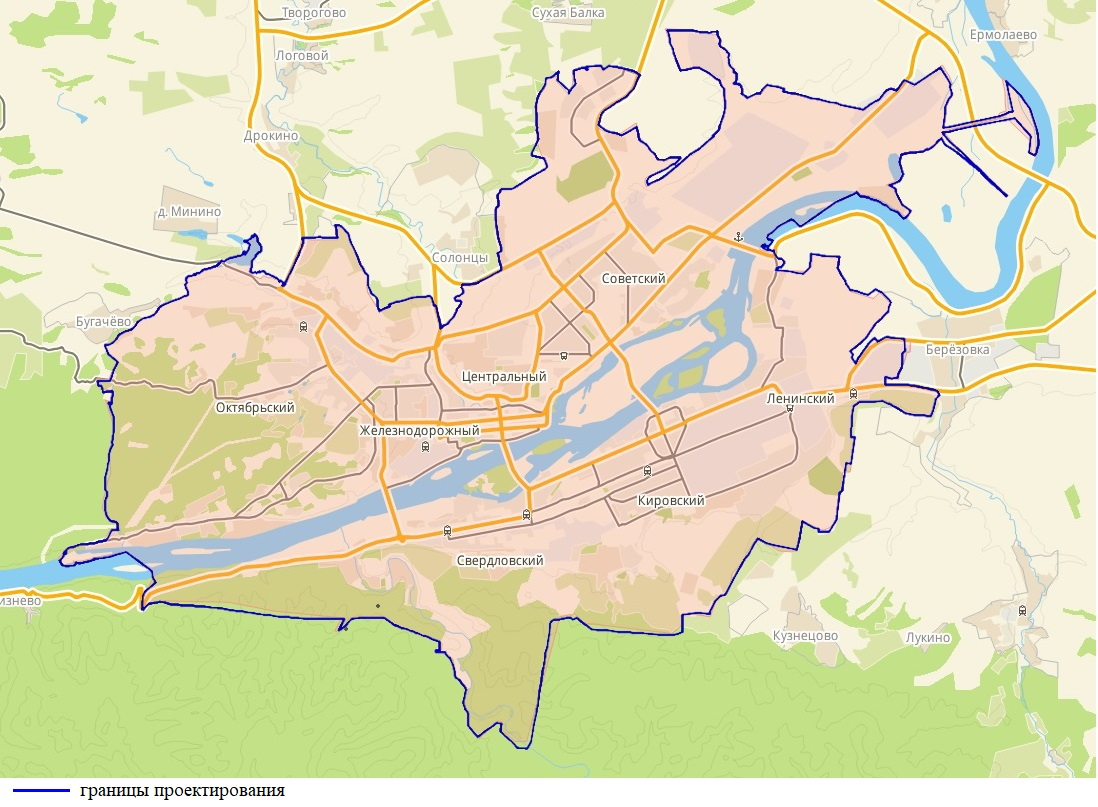 Творогово
Сухая Балка
Ермолаево
Логовой
Дрокино
д. Минино
Солонцы
Советский
Бугачёво
Берёзовка
Центральный
Октябрьский
Ленинский
Железнодорожный
Кировский
Свердловский
изнево
Кузнецово
Лукино
границы проектирования